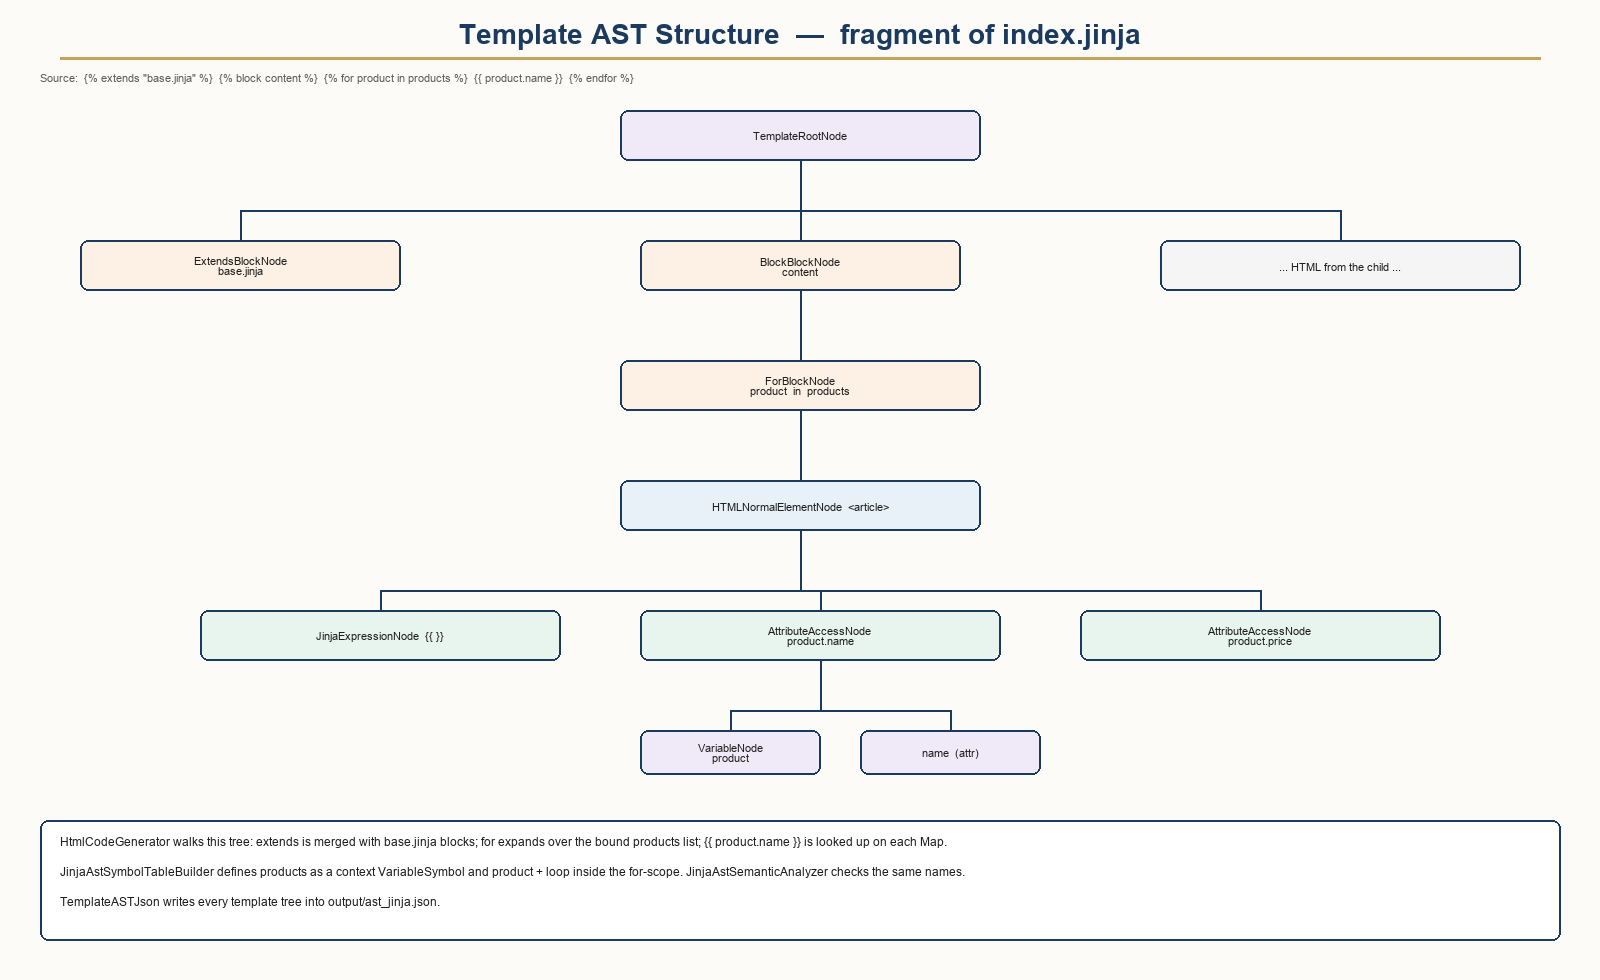 Template AST Structure — fragment of index.jinja
Source: {% extends "base.jinja" %} {% block content %} {% for product in products %} {{ product.name }} {% endfor %}
TemplateRootNode
ExtendsBlockNode
base.jinja
BlockBlockNode
content
... HTML from the child ...
ForBlockNode
product in products
HTMLNormalElementNode <article>
JinjaExpressionNode {{ }}
AttributeAccessNode
product.name
AttributeAccessNode
product.price
VariableNode
product
name (attr)
HtmlCodeGenerator walks this tree: extends is merged with base.jinja blocks; for expands over the bound products list; {{ product.name }} is looked up on each Map.
JinjaAstSymbolTableBuilder defines products as a context VariableSymbol and product + loop inside the for-scope. JinjaAstSemanticAnalyzer checks the same names.
TemplateASTJson writes every template tree into output/ast_jinja.json.